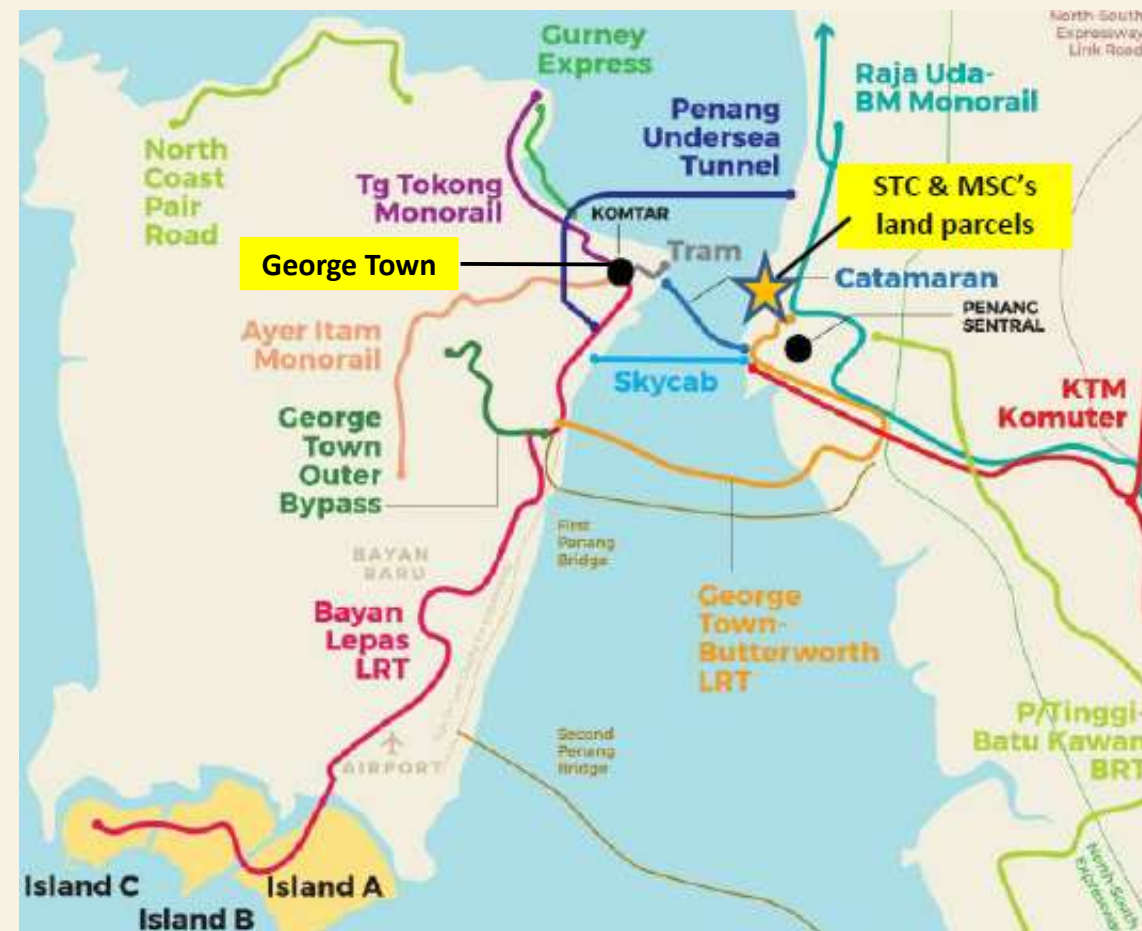 North-South
Expressway
Link Road
Gurney
Express
Raja Uda-
BM Monorail
Penang
Undersea
Tunnel
North
Coast
Pair
Road
Tg Tokong
Monorail
STC & MSC's
land parcels
KOMTAR
George Town
Tram
Catamaran
PENANG
SENTRAL
Ayer Itam
Monorail
Skycab
KTM
Komuter
George
Town
Outer
Bypass
First
Penang
Bridge
BAYAN
BARU
Bayan
Lepas
LRT
George
Town-
Butterworth
LRT
P/Tinggi-
Batu Kawan
BRT
Second
Penang
Bridge
AIRPORT
North-South
Expressway
Island C
Island A
Island B